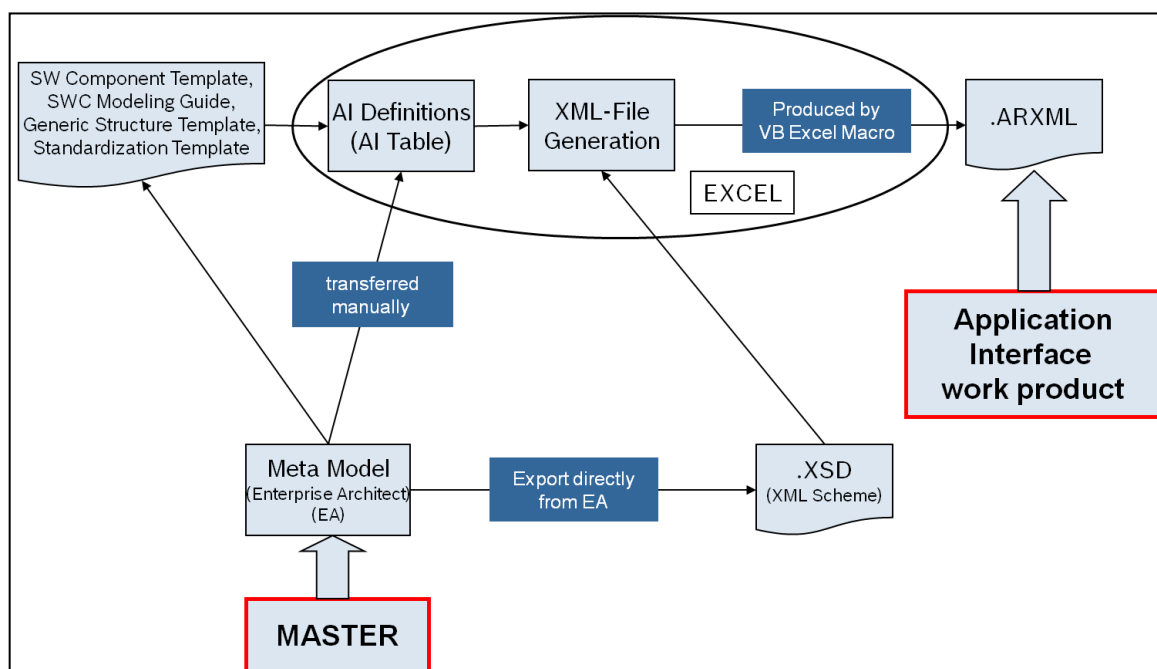 SW Component Template,
SWC Modeling Guide,
Generic Structure Template,
Standardization Template
AI Definitions
(AI Table)
XML-File
Generation
Produced by
VB Excel Macro
.ARXML
EXCEL
transferred
manually
Application
Interface
work product
Meta Model
(Enterprise Architect)
(EA)
Export directly
from EA
.XSD
(XML Scheme)
MASTER